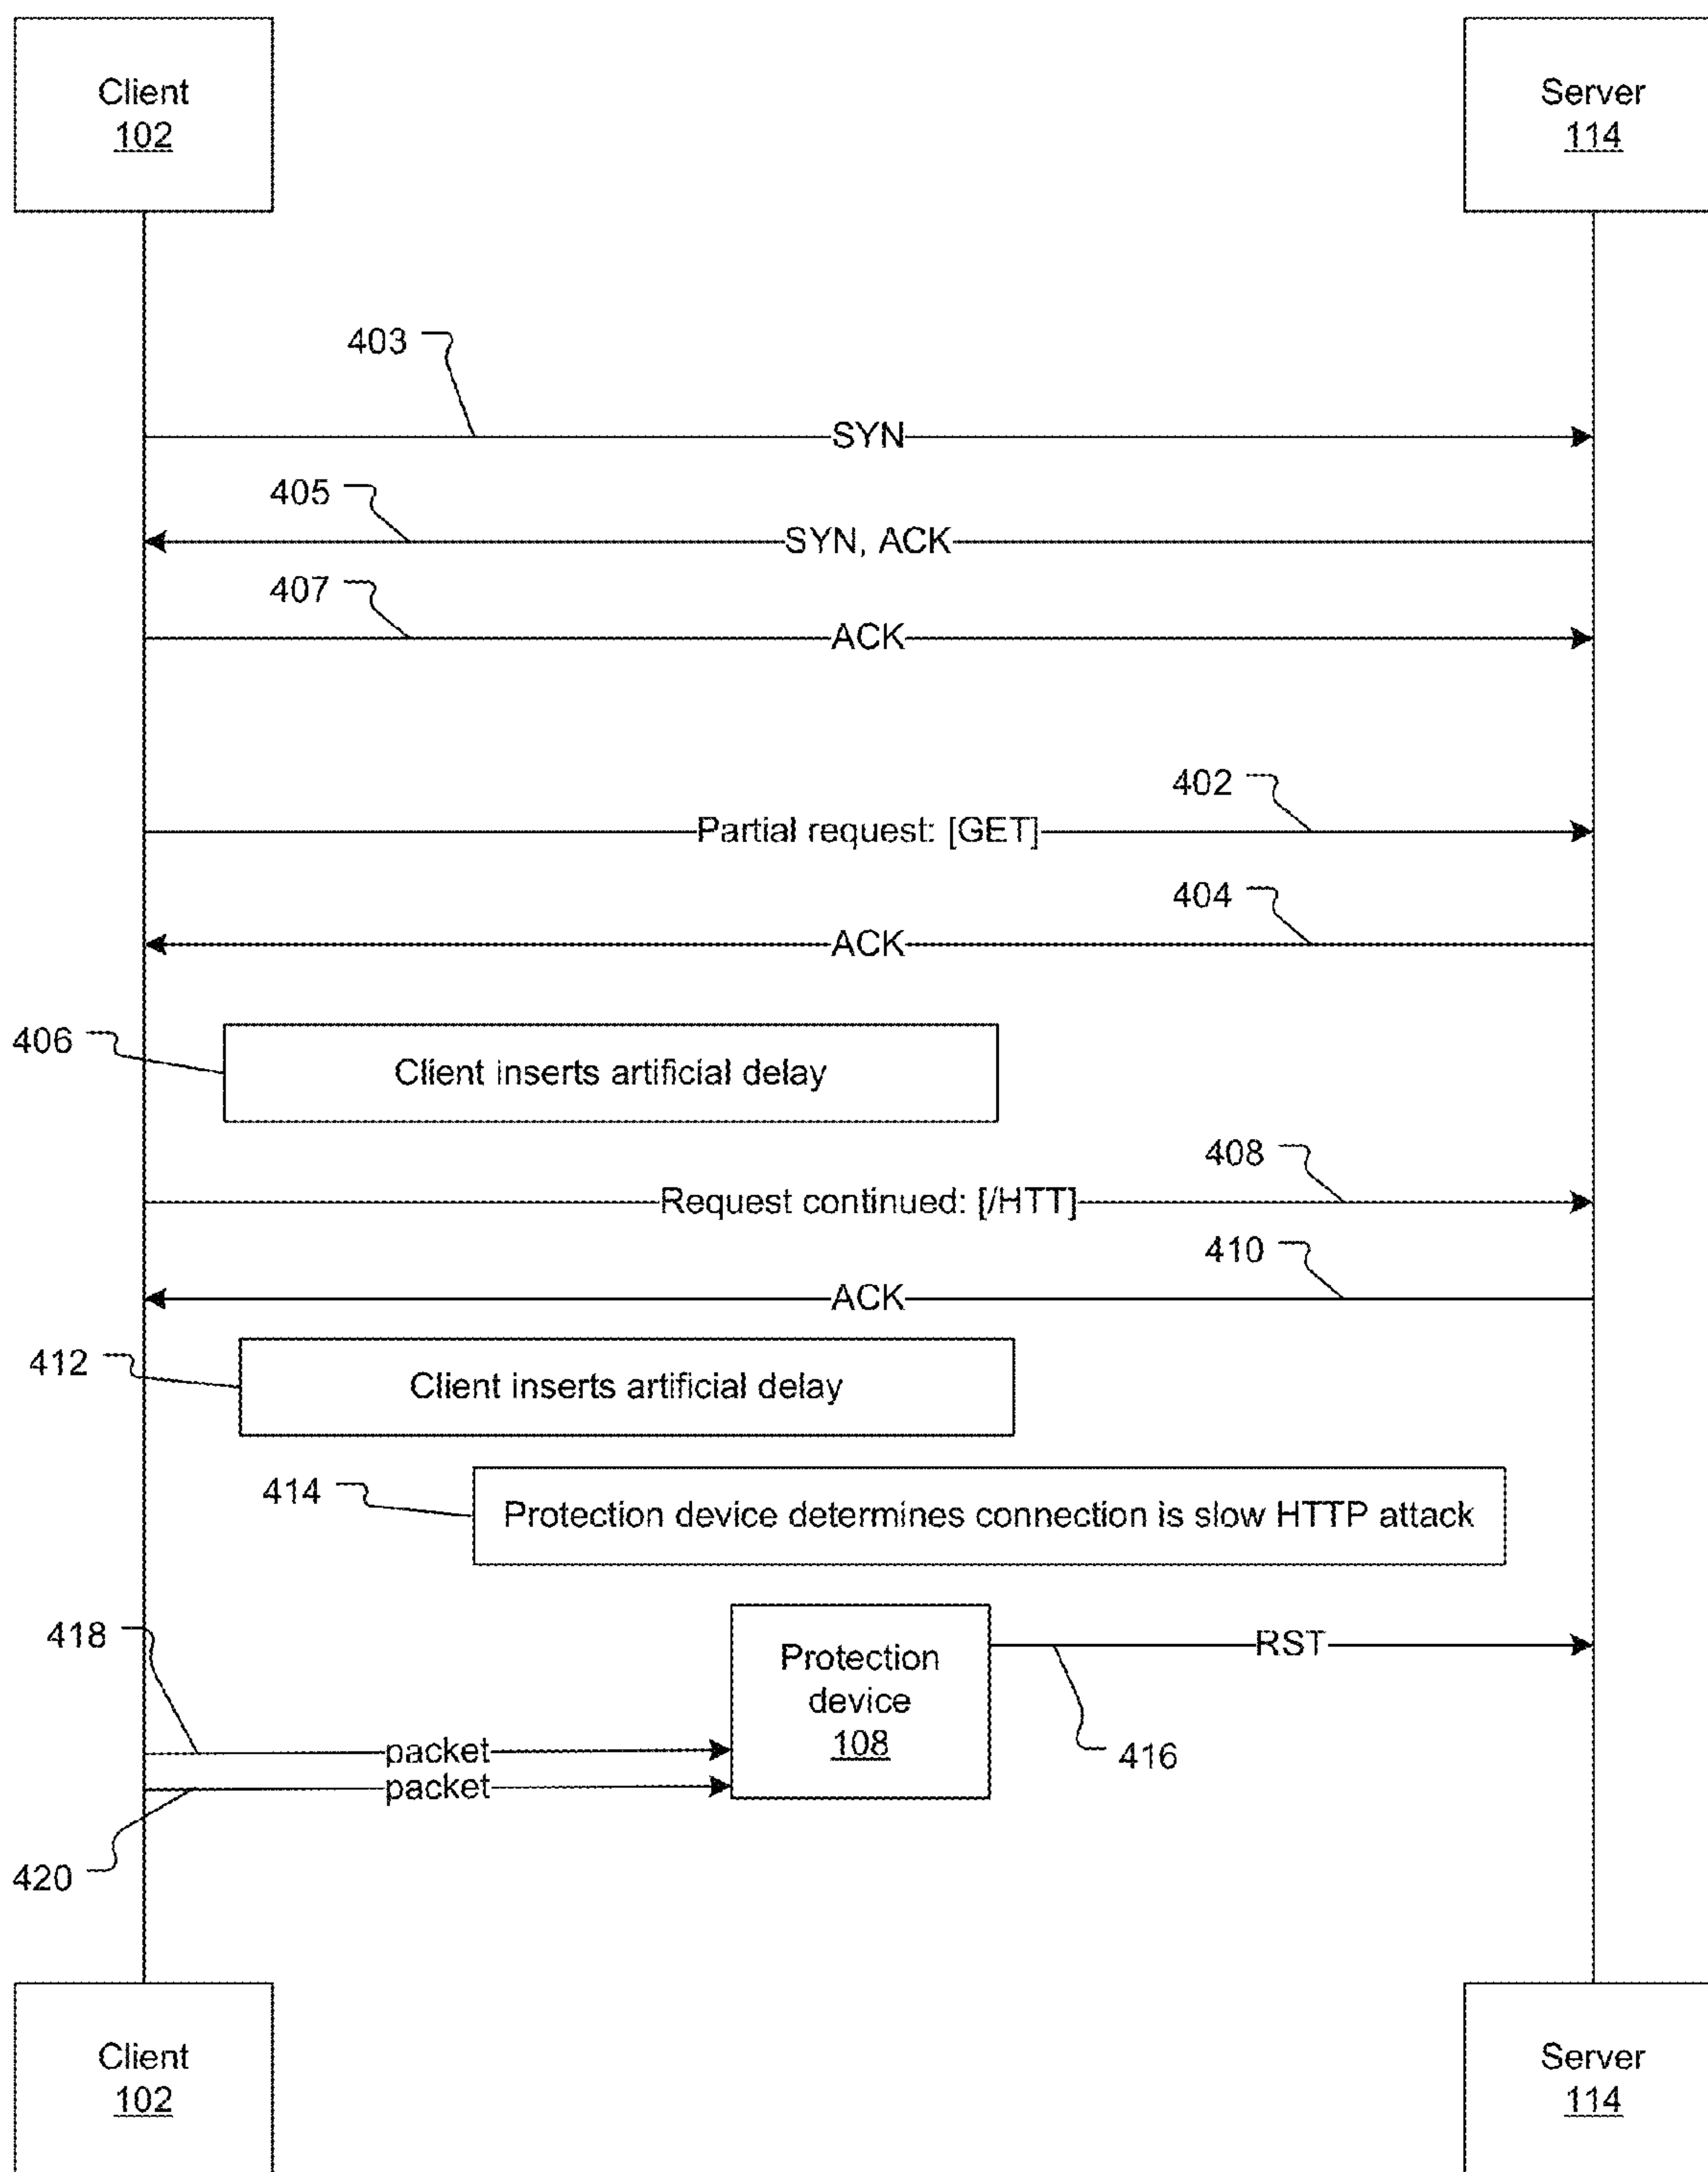 Client
102
Server
114
403
SYN
405
SYN, ACK
407
ACK
402
Partial request: [GET]
404
ACK
406
Client inserts artificial delay
408
Request continued: [/HTT]
410
ACK
412
Client inserts artificial delay
414
Protection device determines connection is slow HTTP attack
418
Protection
device
108
RST
416
packet
packet
420
Client
102
Server
114